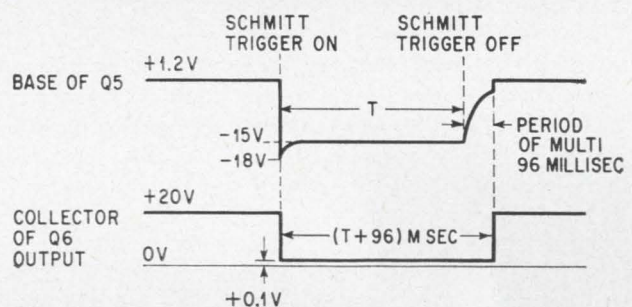 SCHMITT
TRIGGER ON
SCHMITT
TRIGGER OFF
+1.2V
BASE OF Q5
T
-15V
-18V
PERIOD
OF MULTI
96 MILLISEC
+20V
COLLECTOR
OF Q6
OUTPUT
(T+96) M SEC
0V
+0.1V